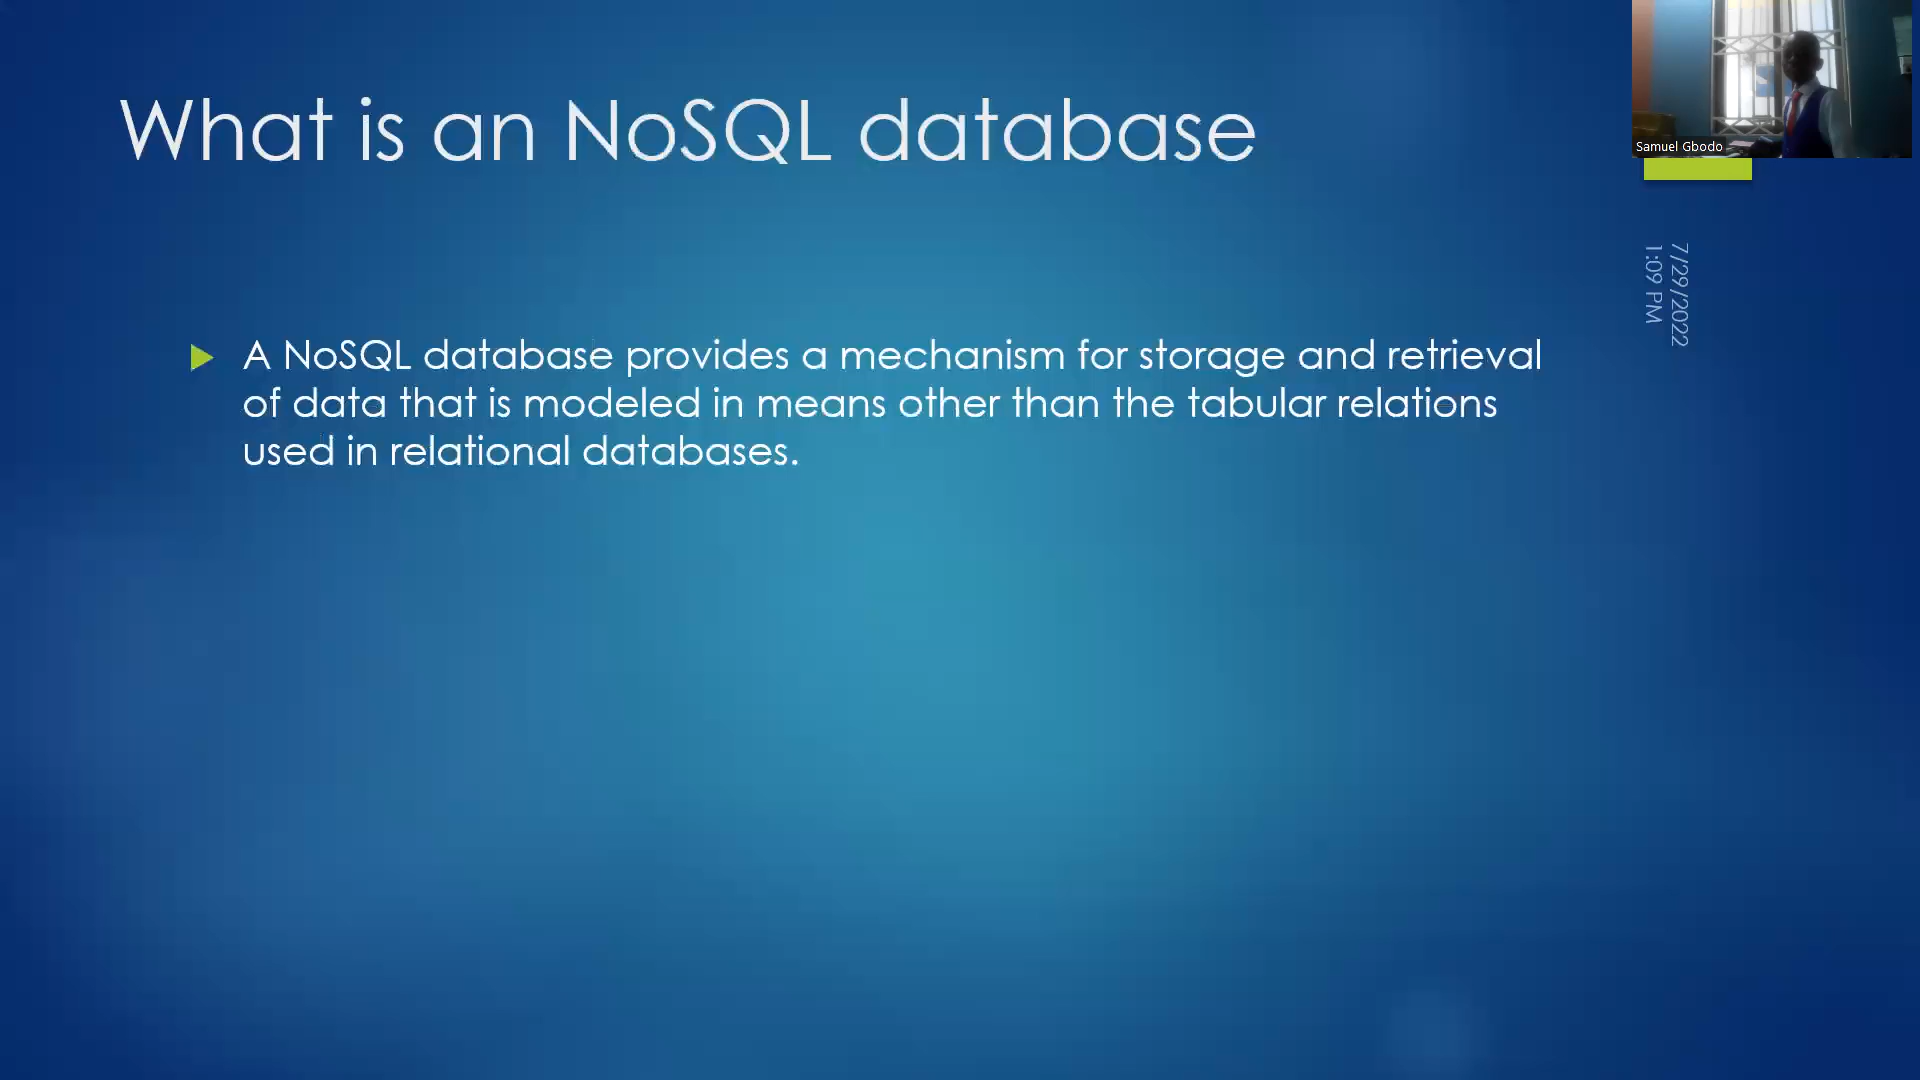 What is an NoSQL database
Samuel Gbodo
7/29/2022
1:09 PM
A NoSQL database provides a mechanism for storage and retrieval
of data that is modeled in means other than the tabular relations
used in relational databases.